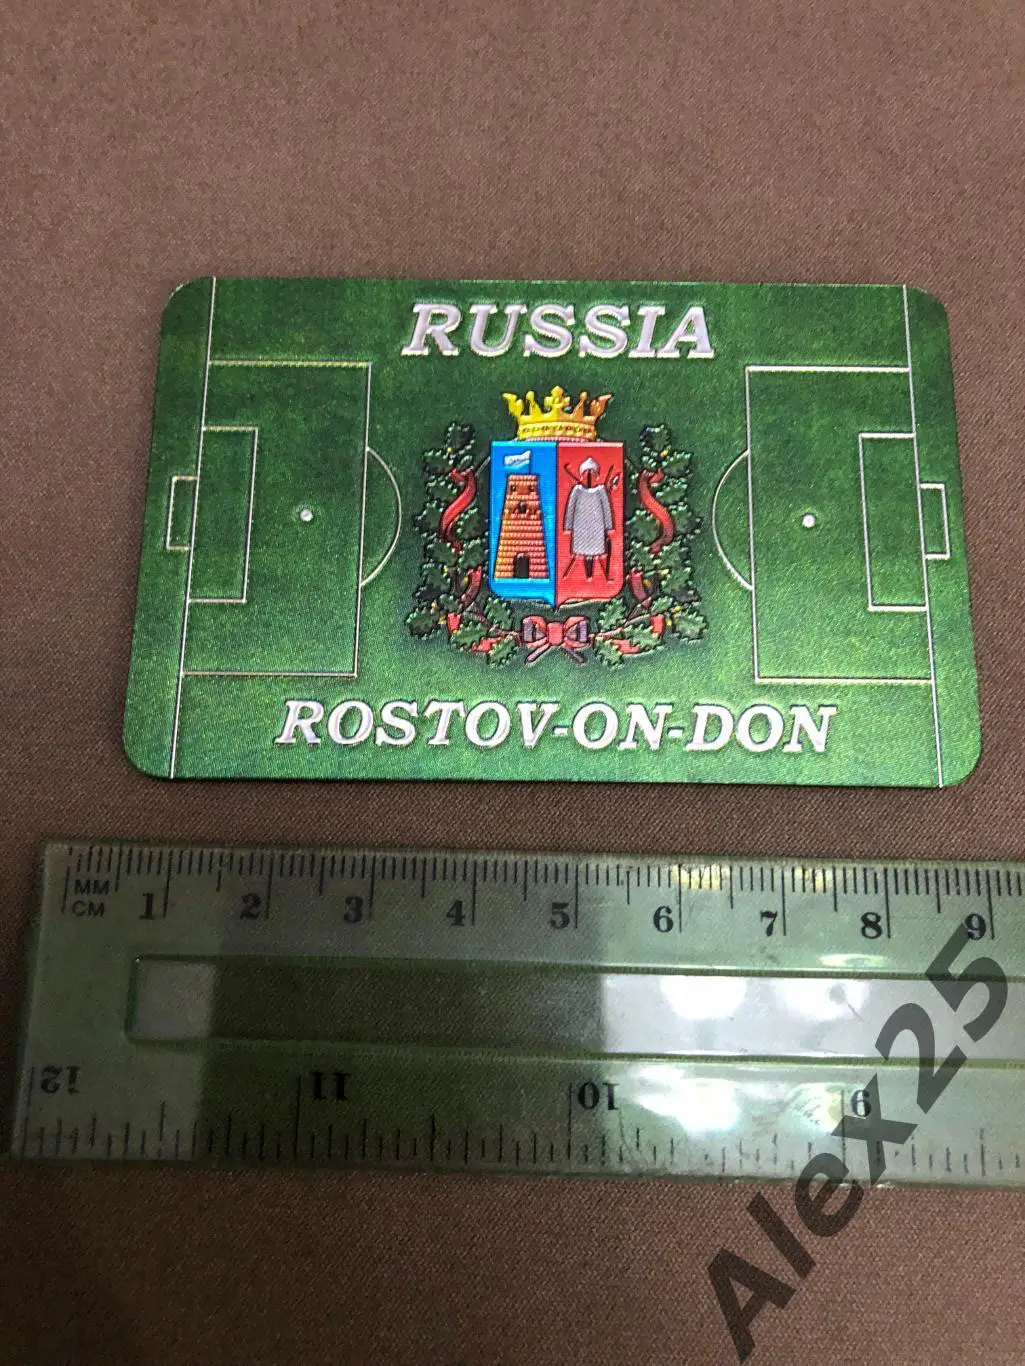 RUSSIA
ROSTOV-ON-DON
MM
CM 1 2 3 4 5 6 7 8 9
12 11 10 9
Alex25